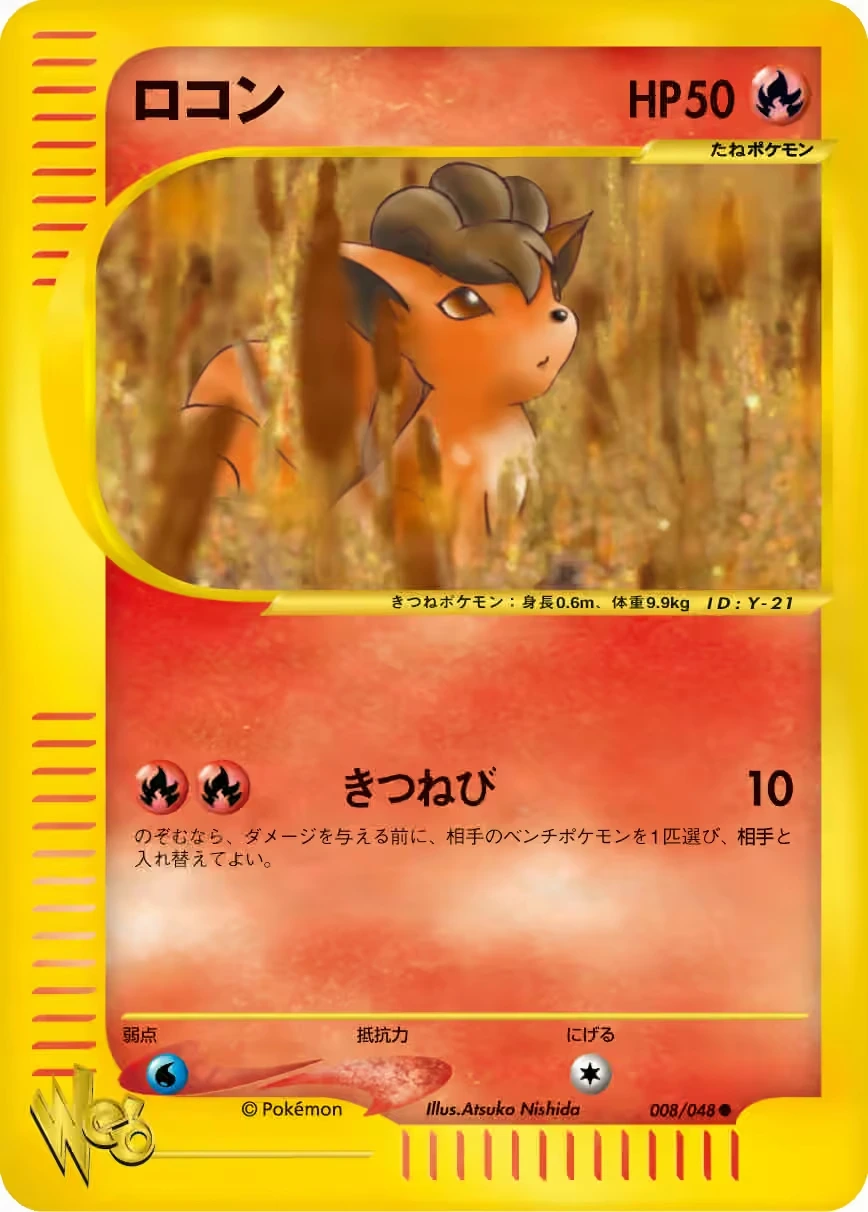 ロコン
HP50
たねポケモン
きつねポケモン：身長0.6m、体重9.9kg ID:Y-21
きつねび 10
のぞむなら、ダメージを与える前に、相手のベンチポケモンを1匹選び、相手と
入れ替えてよい。
弱点 抵抗力 にげる
© Pokémon Illus.Atsuko Nishida 008/048●
Web